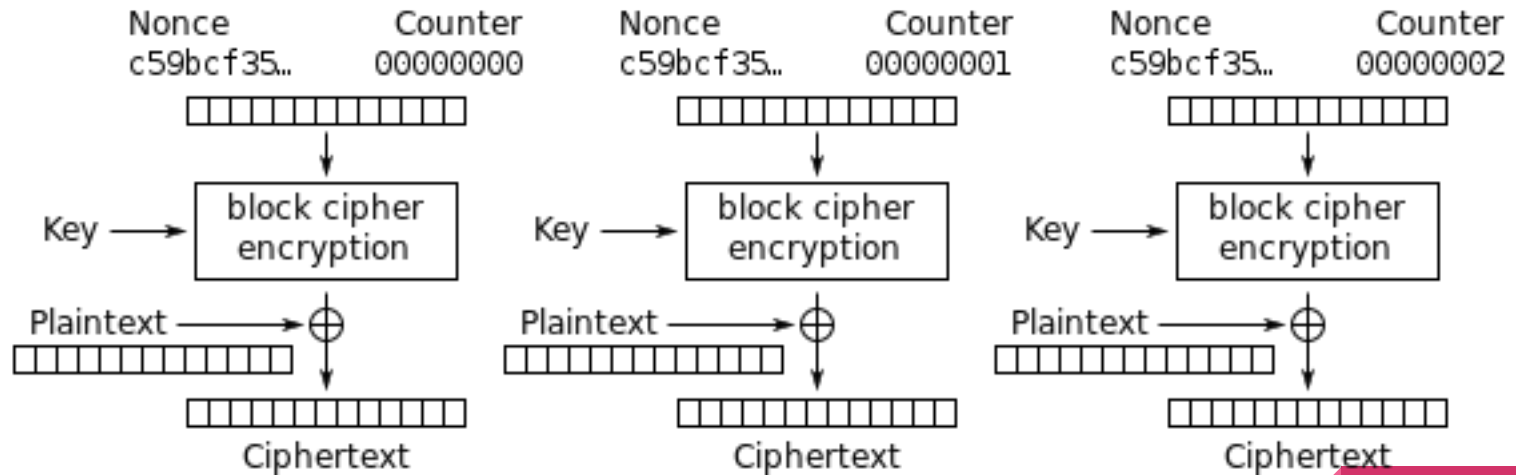 Nonce Counter Nonce Counter Nonce Counter
c59bcf35… 00000000 c59bcf35… 00000001 c59bcf35… 00000002
block cipher block cipher block cipher
Key Key Key
encryption encryption encryption
Plaintext Plaintext Plaintext
Ciphertext Ciphertext Ciphertext